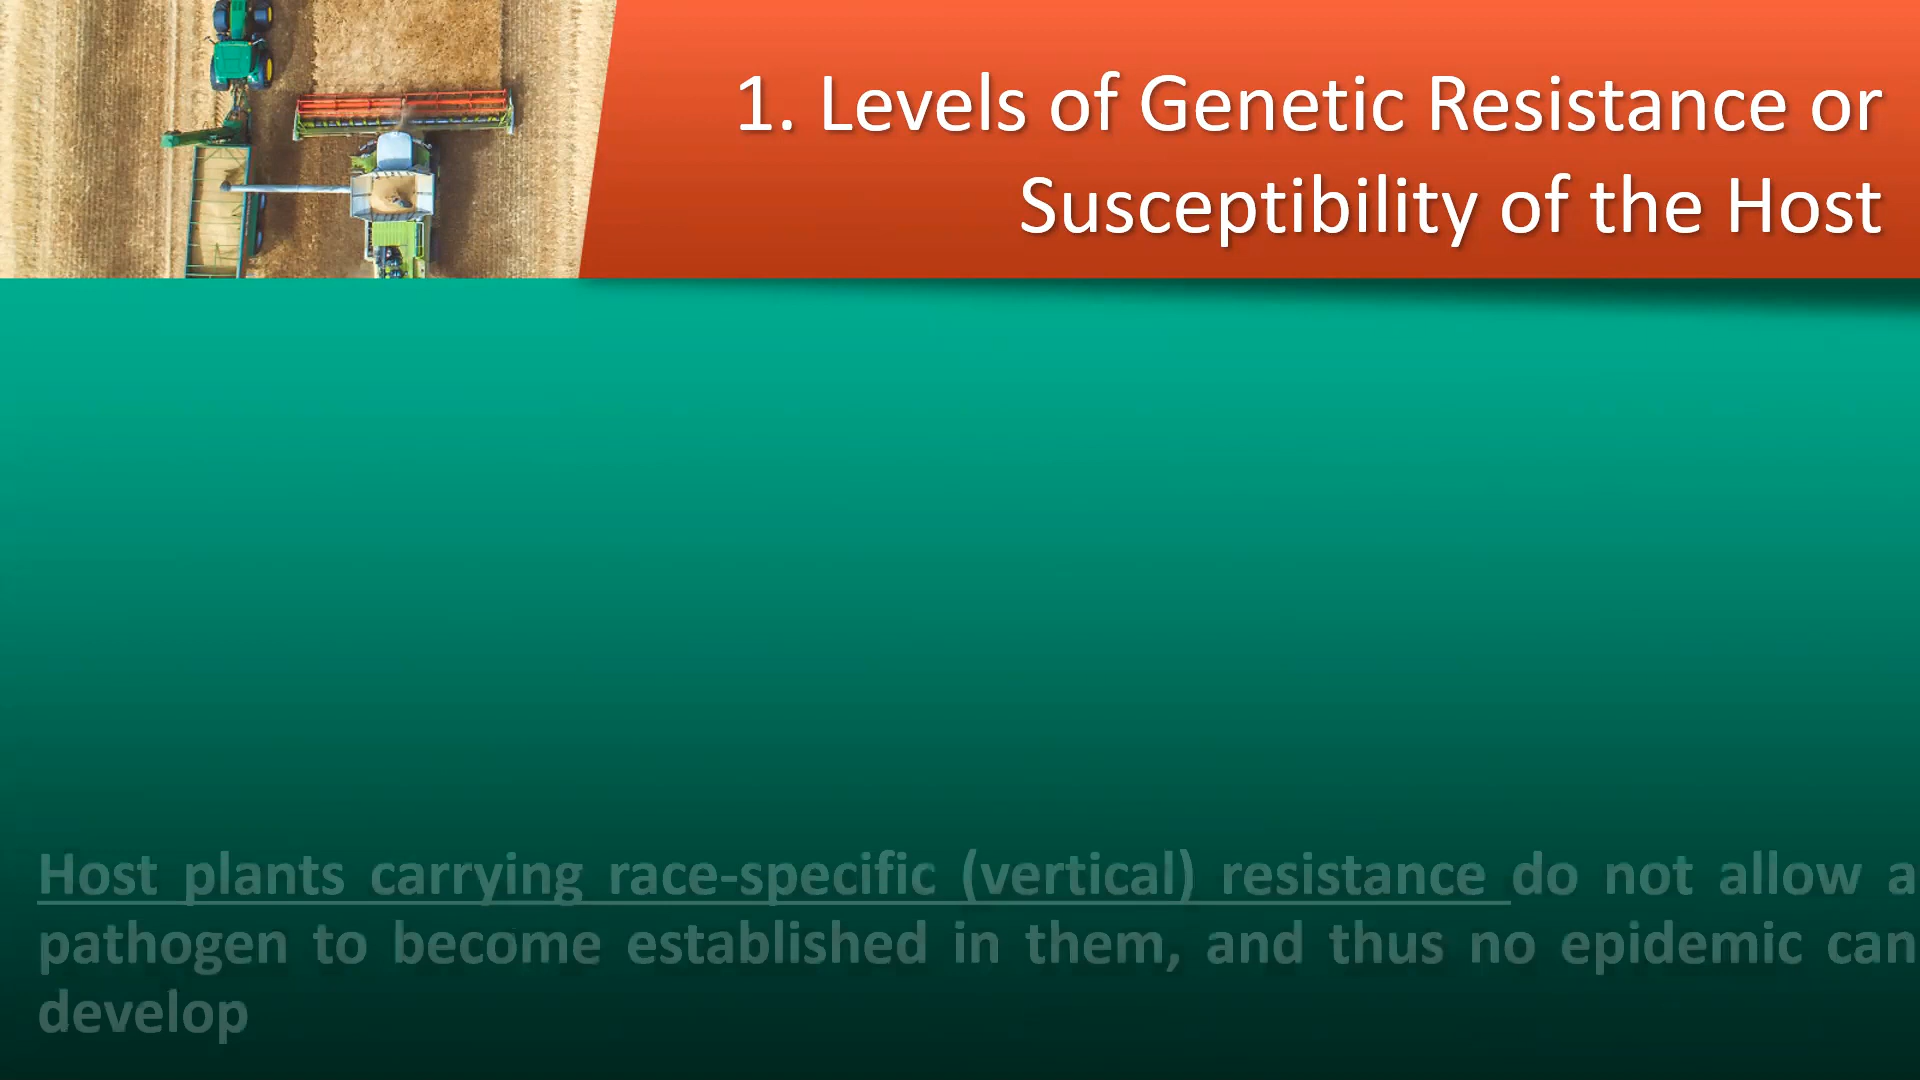 1. Levels of Genetic Resistance or
Susceptibility of the Host
Host plants carrying race-specific (vertical) resistance do not allow a
pathogen to become established in them, and thus no epidemic can
develop